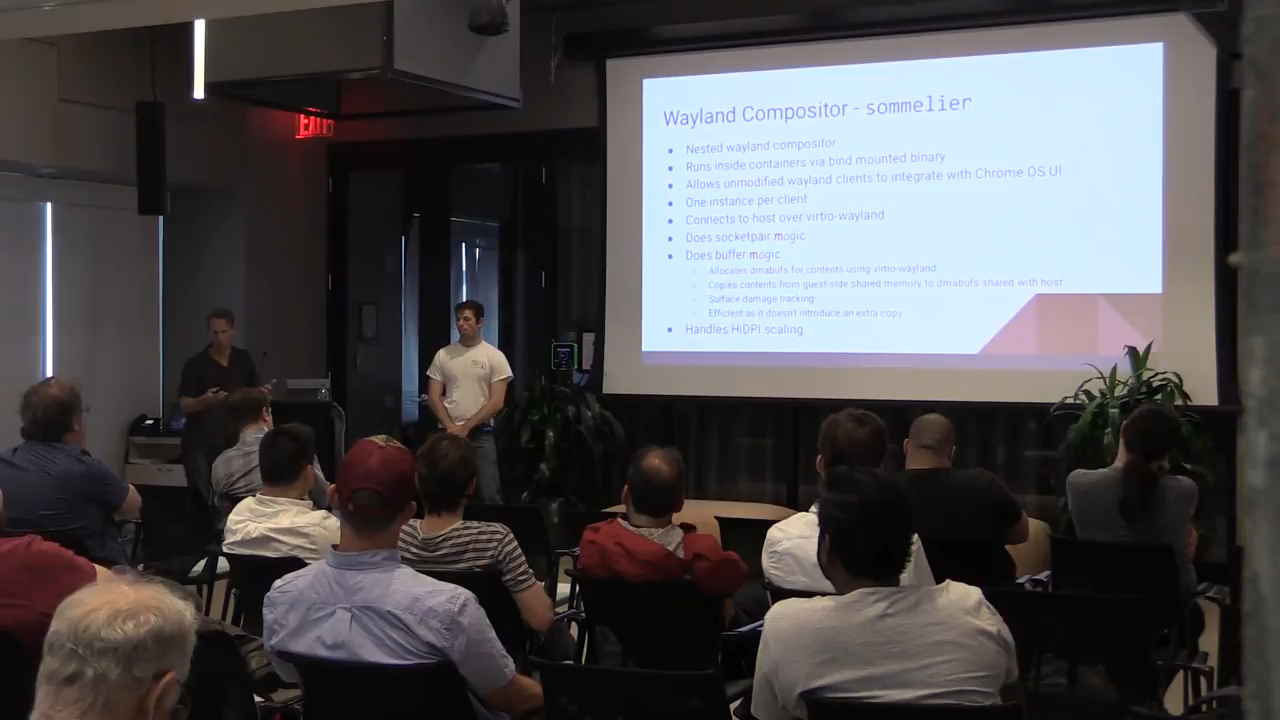 EXIT
Wayland Compositor - sommelier
Nested wayland compositor
Runs inside containers via bind mounted binary
Allows unmodified wayland clients to integrate with Chrome OS UI
One instance per client
Connects to host over virtio-wayland
Does socketpair magic
Does buffer magic
Allocates dmabufs for contents using virtio-wayland
Copies contents from guest-side shared memory to dmabufs shared with host
Surface damage tracking
Efficient as it doesn't introduce an extra copy
Handles HiDPI scaling